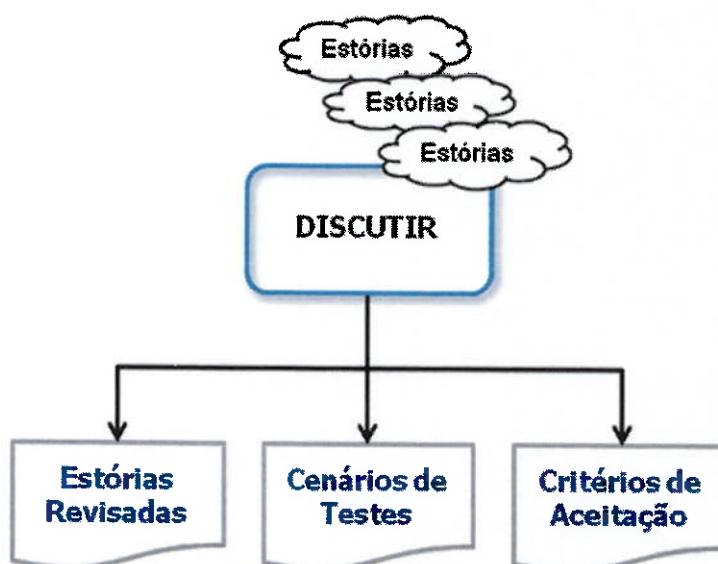 Estórias
Estórias
Estórias
DISCUTIR
Estórias
Revisadas
Cenários de
Testes
Critérios de
Aceitação